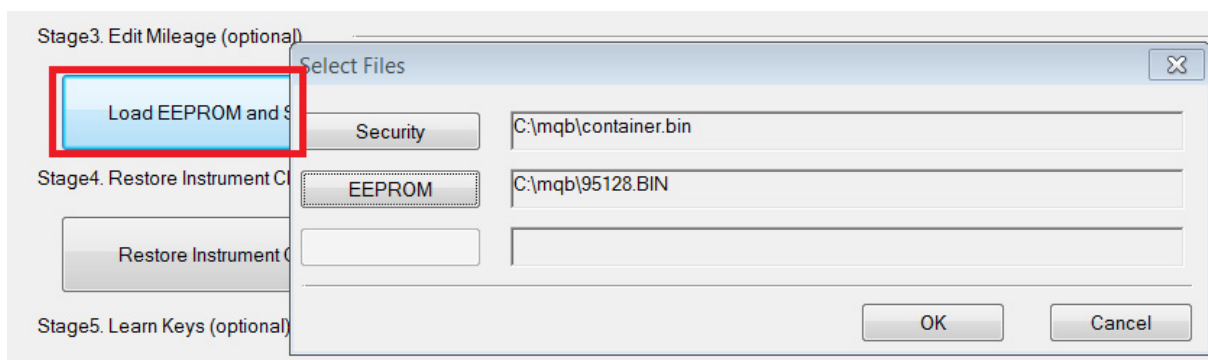 Stage3. Edit Mileage (optional)
Select Files
Load EEPROM and S
Security
C:\mqb\container.bin
Stage4. Restore Instrument Cl
EEPROM
C:\mqb\95128.BIN
Restore Instrument C
Stage5. Learn Keys (optional)
OK
Cancel